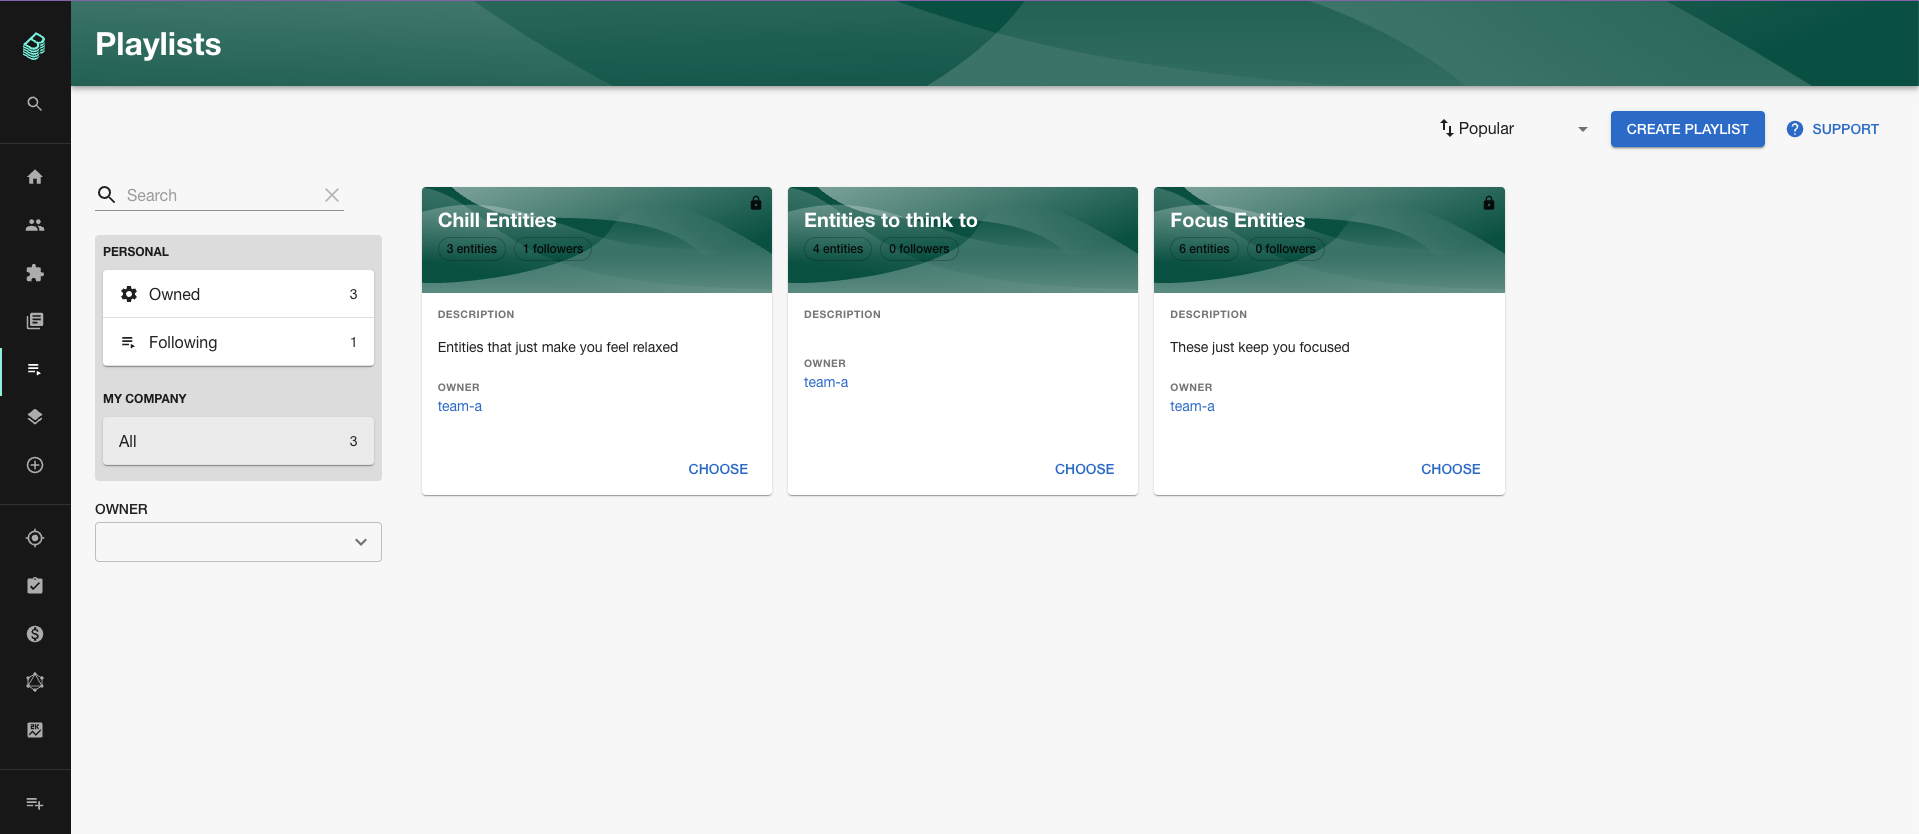 Playlists
Popular
CREATE PLAYLIST
SUPPORT
Search
PERSONAL
Owned 3
Following 1
MY COMPANY
All 3
OWNER
Chill Entities
3 entities 1 followers
DESCRIPTION
Entities that just make you feel relaxed
OWNER
team-a
CHOOSE
Entities to think to
4 entities 0 followers
DESCRIPTION
OWNER
team-a
CHOOSE
Focus Entities
6 entities 0 followers
DESCRIPTION
These just keep you focused
OWNER
team-a
CHOOSE